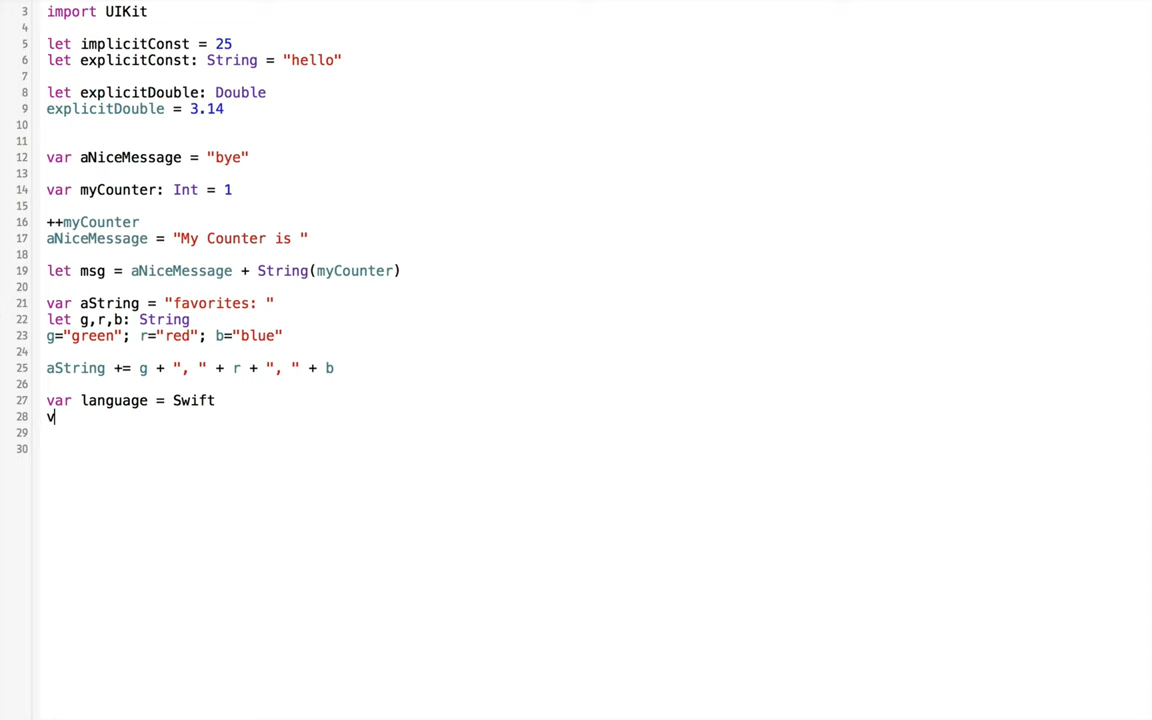 3 import UIKit
4
5 let implicitConst = 25
6 let explicitConst: String = "hello"
7
8 let explicitDouble: Double
9 explicitDouble = 3.14
10
11
12 var aNiceMessage = "bye"
13
14 var myCounter: Int = 1
15
16 ++myCounter
17 aNiceMessage = "My Counter is "
18
19 let msg = aNiceMessage + String(myCounter)
20
21 var aString = "favorites: "
22 let g,r,b: String
23 g="green"; r="red"; b="blue"
24
25 aString += g + ", " + r + ", " + b
26
27 var language = Swift
28 v
29
30